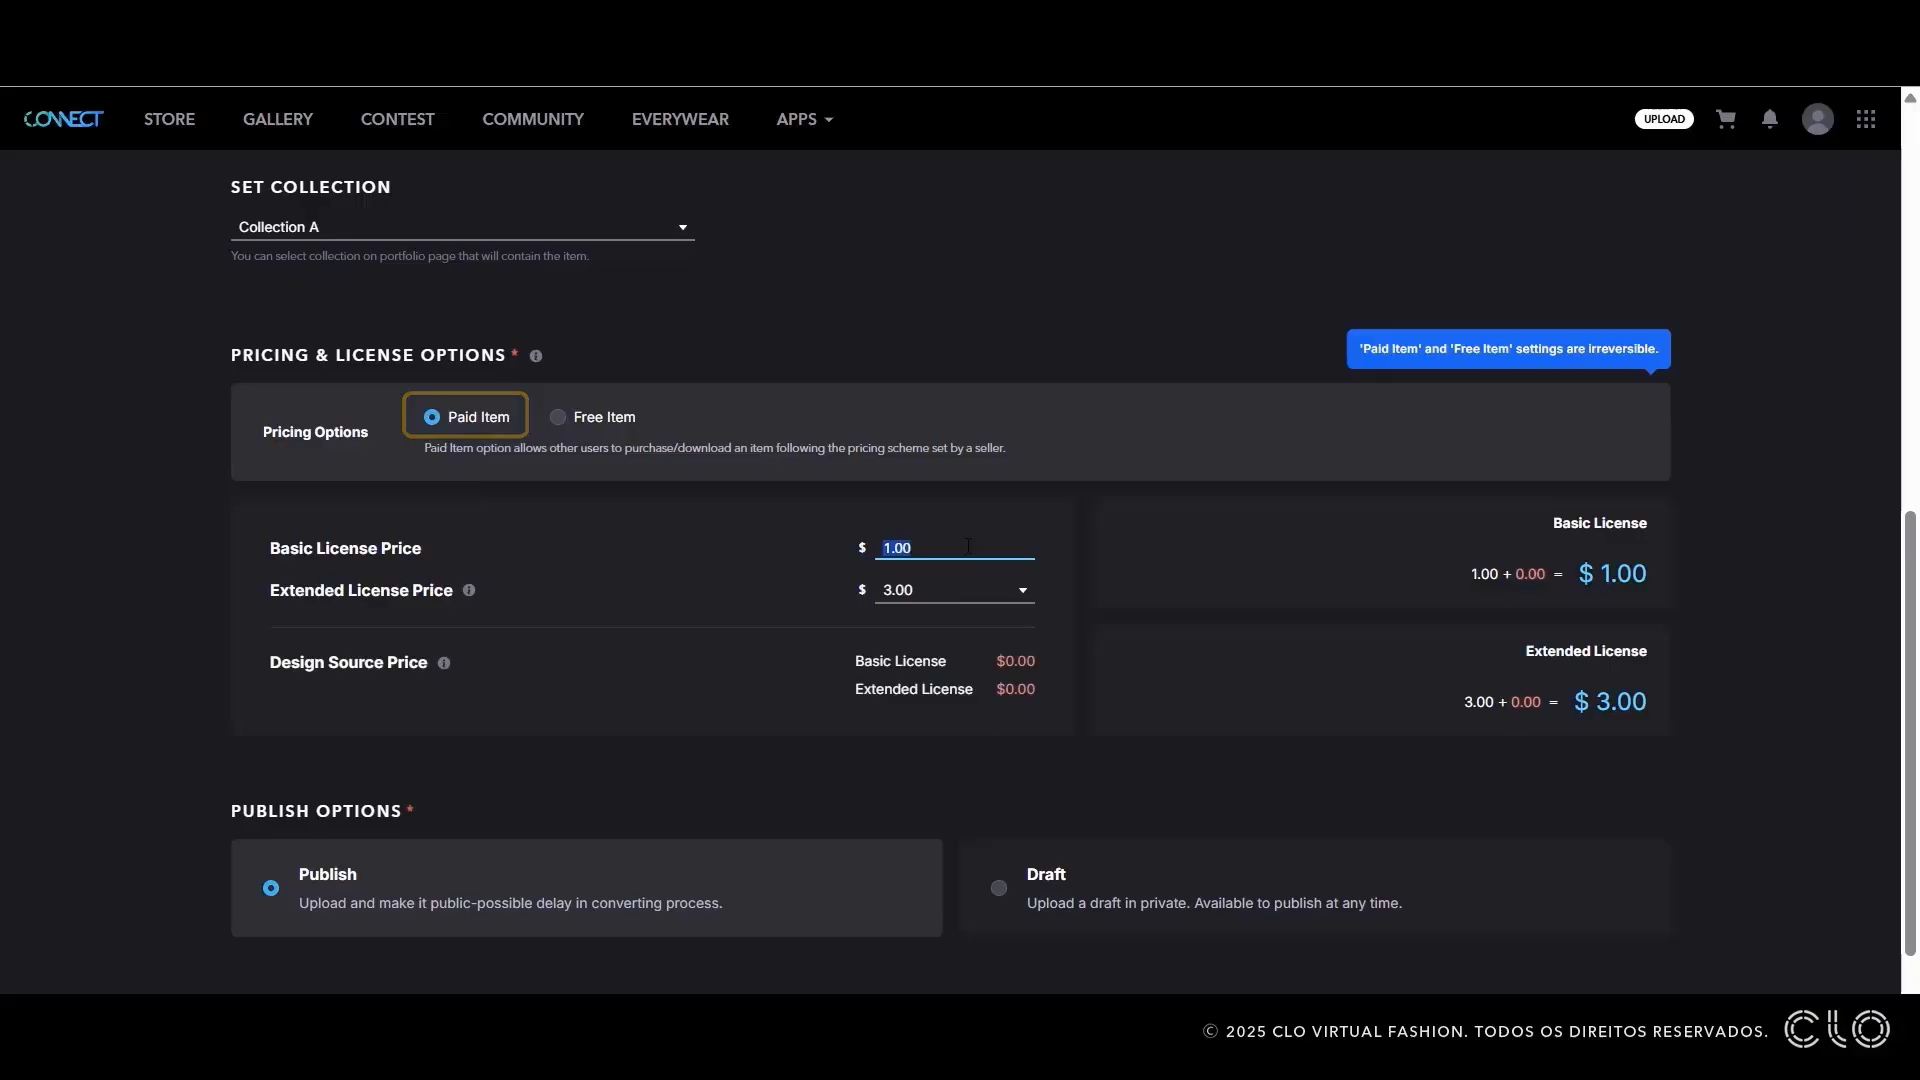 CONNECT STORE GALLERY CONTEST COMMUNITY EVERYWEAR APPS UPLOAD
SET COLLECTION
Collection A
You can select collection on portfolio page that will contain the item.
PRICING & LICENSE OPTIONS *
'Paid Item' and 'Free Item' settings are irreversible.
Pricing Options
Paid Item Free Item
Paid Item option allows other users to purchase/download an item following the pricing scheme set by a seller.
Basic License Price $ 1.00
Extended License Price $ 3.00
Design Source Price
Basic License $0.00
Extended License $0.00
Basic License
1.00 + 0.00 = $ 1.00
Extended License
3.00 + 0.00 = $ 3.00
PUBLISH OPTIONS *
Publish
Upload and make it public-possible delay in converting process.
Draft
Upload a draft in private. Available to publish at any time.
© 2025 CLO VIRTUAL FASHION. TODOS OS DIREITOS RESERVADOS. CLO